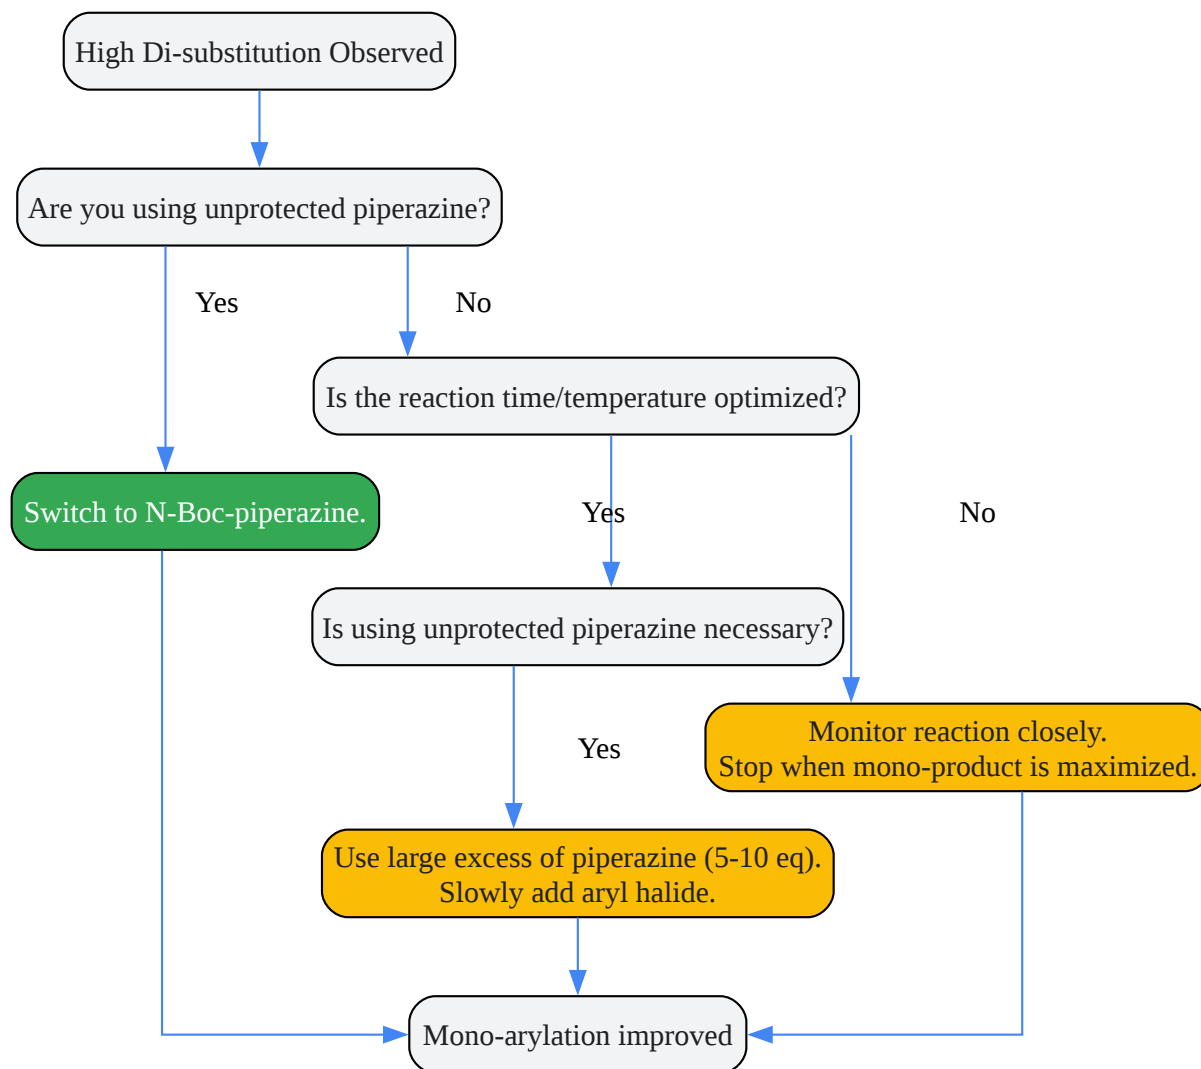 High Di-substitution Observed
Are you using unprotected piperazine?
Yes
No
Is the reaction time/temperature optimized?
Switch to N-Boc-piperazine.
Yes
No
Is using unprotected piperazine necessary?
Monitor reaction closely.
Stop when mono-product is maximized.
Yes
Use large excess of piperazine (5-10 eq).
Slowly add aryl halide.
Mono-arylation improved